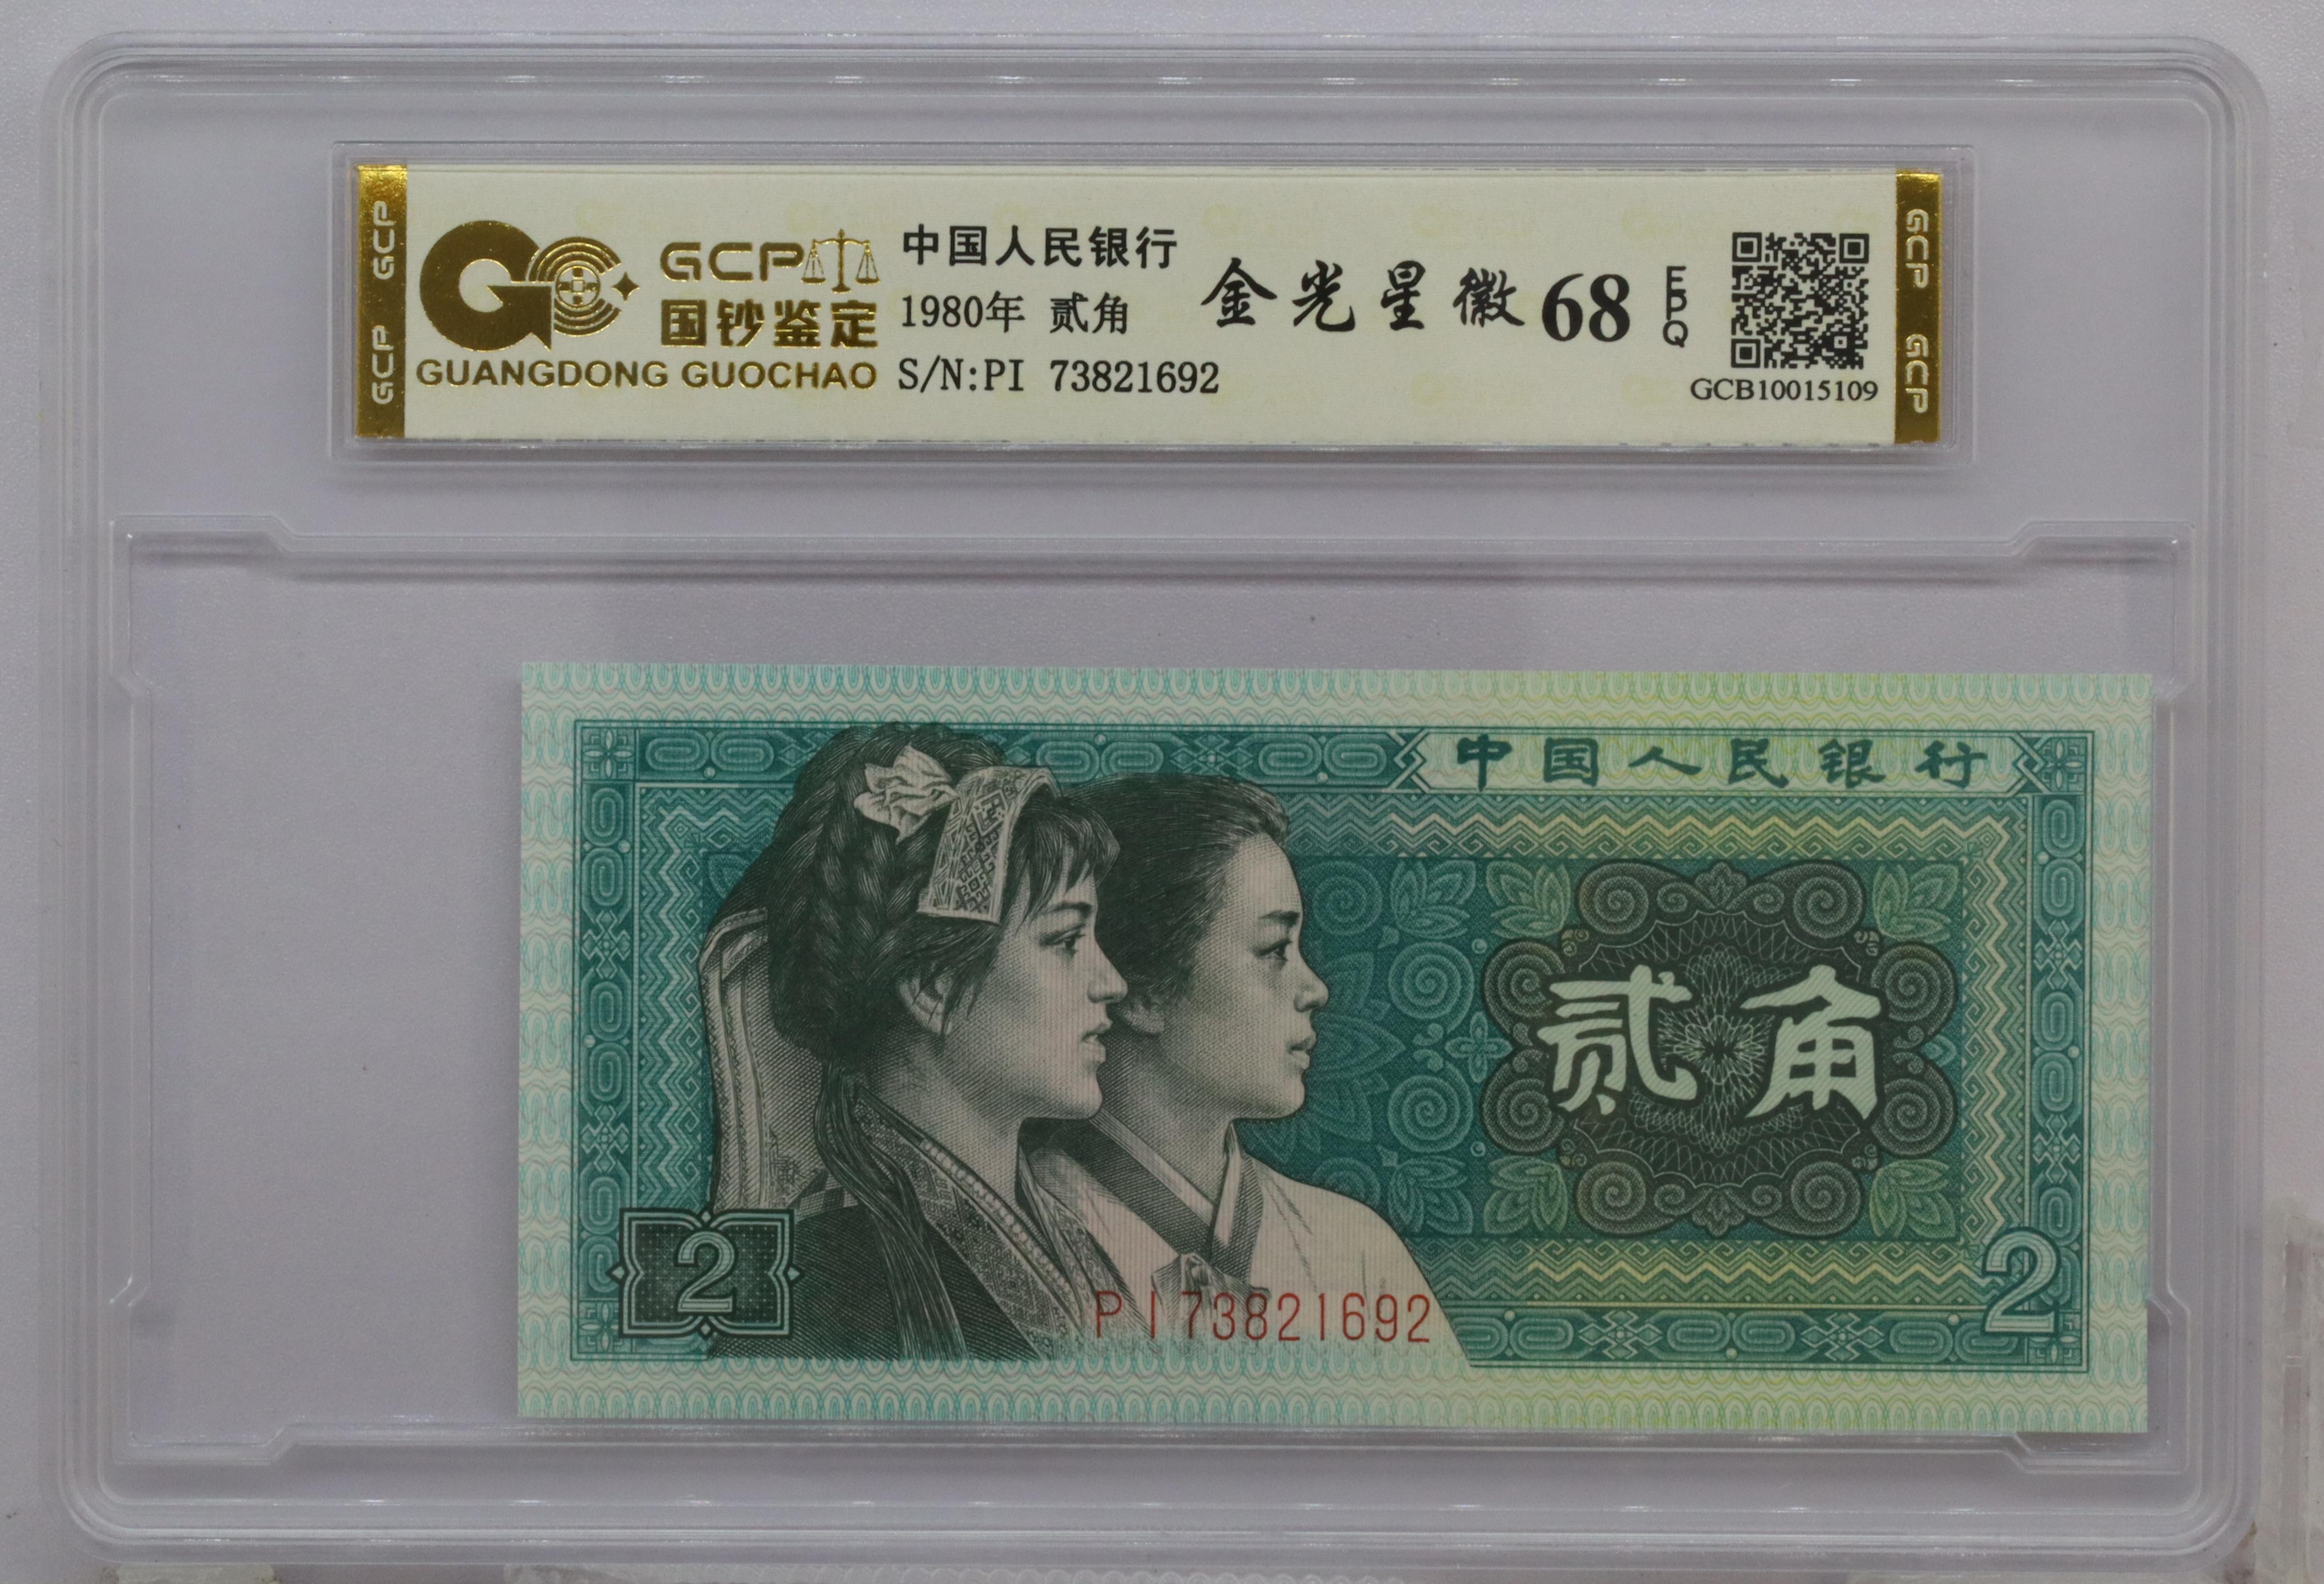 GCP GCP
GCP
国钞鉴定
GUANGDONG GUOCHAO
中国人民银行
1980年 贰角
S/N:PI 73821692
金光星徽 68
EPQ
GCB10015109
GCP GCP
中国人民银行
贰角
2
PI73821692
2